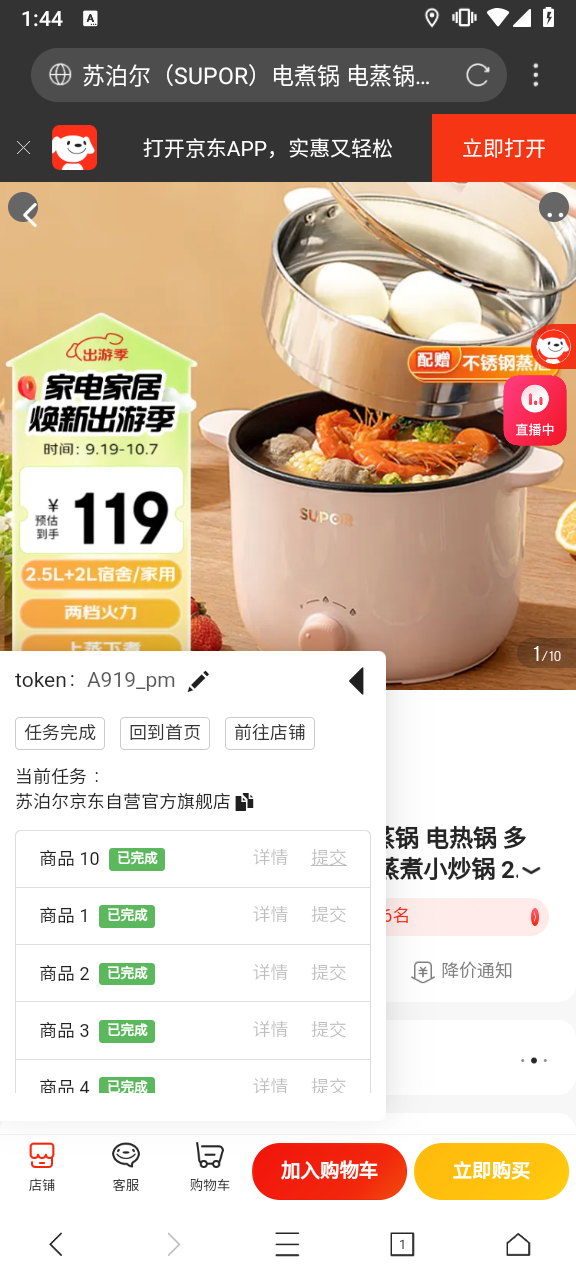 1:44
A
苏泊尔（SUPOR）电煮锅 电蒸锅...
打开京东APP，实惠又轻松
立即打开
出游季
家电家居
焕新出游季
时间：9.19-10.7
¥
预估
到手
119
2.5L+2L宿舍/家用
两档火力
上蒸下煮
配赠 不锈钢蒸
直播中
SUPOR
1/10
token： A919_pm
任务完成 回到首页 前往店铺
当前任务：
苏泊尔京东自营官方旗舰店
商品 10 已完成 详情 提交
商品 1 已完成 详情 提交
商品 2 已完成 详情 提交
商品 3 已完成 详情 提交
商品 4 已完成 详情 提交
蒸锅 电热锅 多
蒸煮小炒锅 2.
6名
降价通知
店铺
客服
购物车
加入购物车
立即购买
1